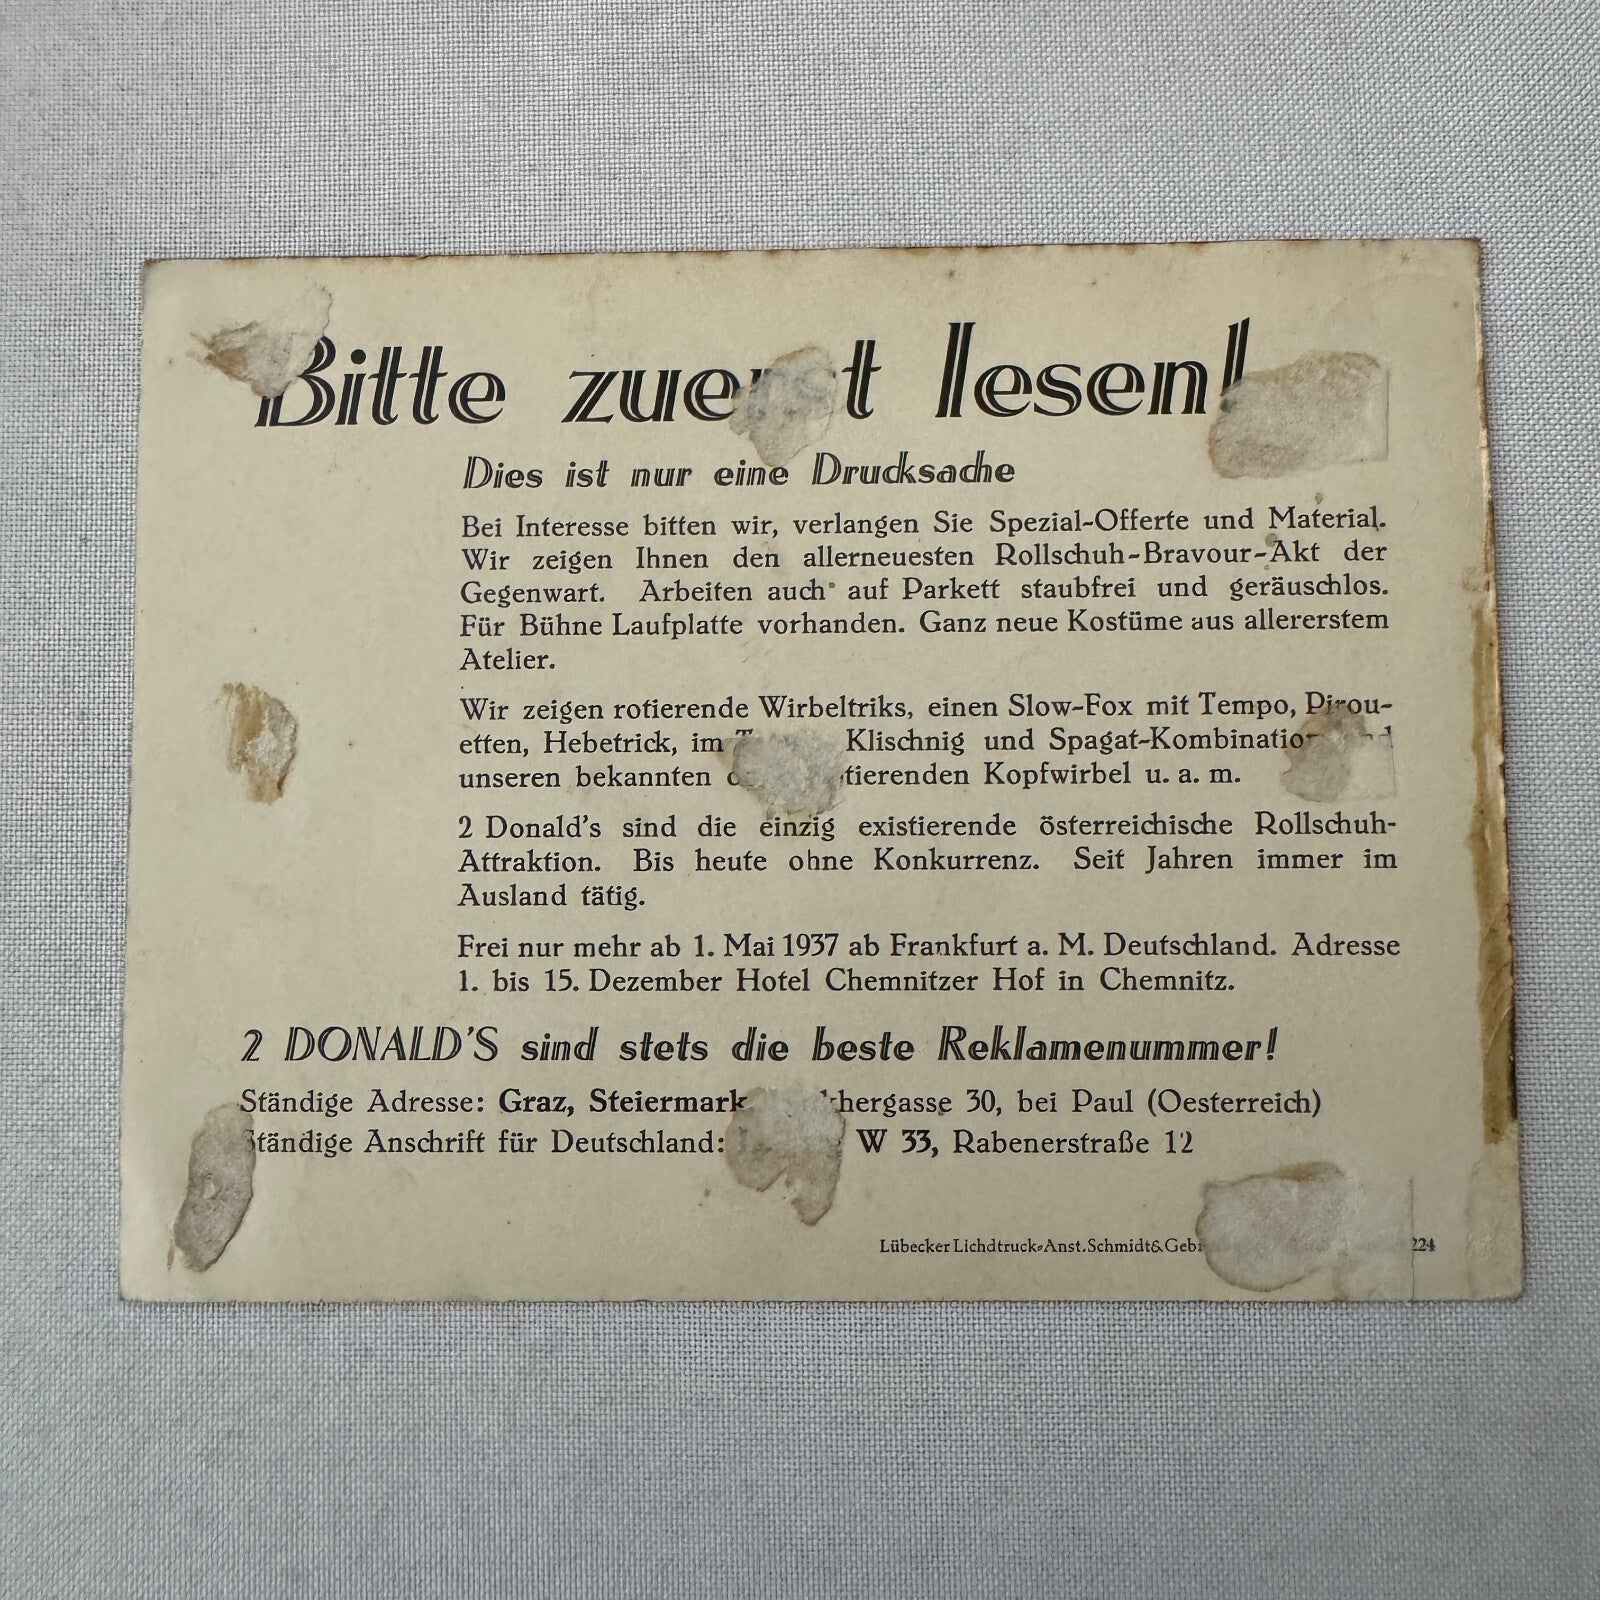 Bitte zuerst lesen!
Dies ist nur eine Drucksache
Bei Interesse bitten wir, verlangen Sie Spezial-Offerte und Material.
Wir zeigen Ihnen den allerneuesten Rollschuh-Bravour-Akt der
Gegenwart. Arbeiten auch auf Parkett staubfrei und geräuschlos.
Für Bühne Laufplatte vorhanden. Ganz neue Kostüme aus allererstem
Atelier.
Wir zeigen rotierende Wirbeltriks, einen Slow-Fox mit Tempo, Pirou-
etten, Hebetrick, im Klischnig und Spagat-Kombination und
unseren bekannten Kopfwirbel u. a. m.
2 Donald's sind die einzig existierende österreichische Rollschuh-
Attraktion. Bis heute ohne Konkurrenz. Seit Jahren immer im
Ausland tätig.
Frei nur mehr ab 1. Mai 1937 ab Frankfurt a. M. Deutschland. Adresse
1. bis 15. Dezember Hotel Chemnitzer Hof in Chemnitz.
2 DONALD'S sind stets die beste Reklamenummer!
Ständige Adresse: Graz, Steiermark 30, bei Paul (Oesterreich)
Ständige Anschrift für Deutschland: W 33, Rabenerstraße 12
Lübecker Lichdtruck-Anst. Schmidt & 224